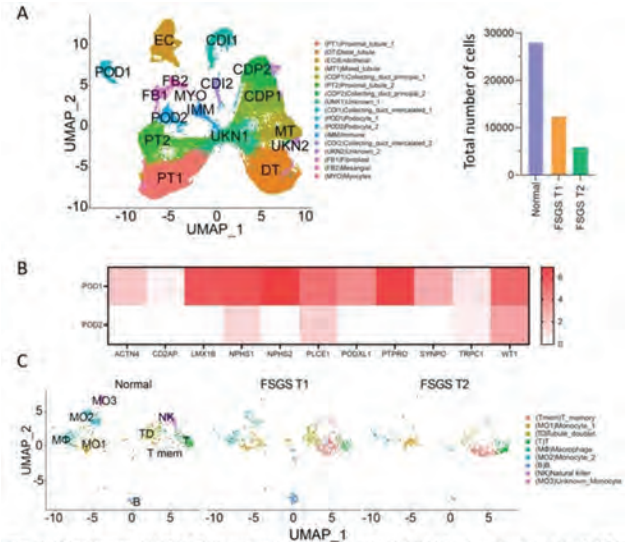 A
EC
CDI1
POD1
CDP2
FB2
CDI2
FB1
MYO
CDP1
IMM
POD2
UKN1
MT
PT2
UKN2
PT1
DT
10
5
0
-5
-10
UMAP_2
-10 -5 0 5 10
UMAP_1
(PT1)Proximal_tubule_1
(DT)Distal_tubule
(EC)Endothelial
(MT)Mixed_tubular
(CDP1)Collecting_duct_principle_1
(PT2)Proximal_tubule_2
(CDP2)Collecting_duct_principle_2
(UKN1)Unknown_1
(CDI1)Collecting_duct_intercalated_1
(POD1)Podocyte_1
(POD2)Podocyte_2
(IMM)Immune
(CDI2)Collecting_duct_intercalated_2
(UKN2)Unknown_2
(FB1)Fibroblast
(FB2)Mesangial
(MYO)Myocytes
Total number of cells
30000
20000
10000
0
Normal
FSGS T1
FSGS T2
B
POD1
POD2
ACTN4 CD2AP LMX1B NPHS1 NPHS2 PLCE1 PODXL1 PTPRO SYNPO TRPC1 WT1
6
4
2
0
C
Normal FSGS T1 FSGS T2
MO3
MO2
NK
MΦ
MO1
TD
T
T mem
B
5
0
-5
UMAP_2
-10 -5 0 5 -10 -5 0 5 -10 -5 0 5
UMAP_1
(Tmem)T_memory
(MO1)Monocyte_1
(TD)Tubule_doublet
(T)T
(MΦ)Macrophage
(MO2)Monocyte_2
(B)B
(NK)Natural killer
(MO3)Unknown_Monocyte